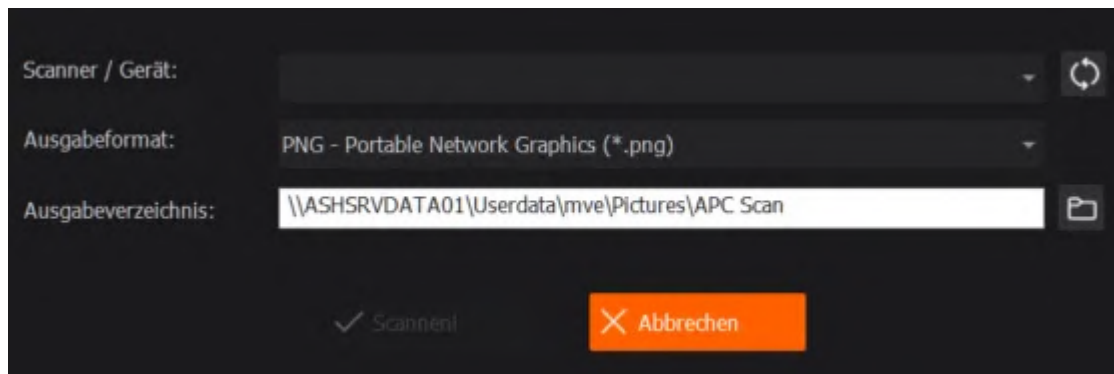 Scanner / Gerät:
Ausgabeformat:
PNG - Portable Network Graphics (*.png)
Ausgabeverzeichnis:
\\ASHSRVDATA01\Userdata\mve\Pictures\APC Scan
Scannen!
Abbrechen